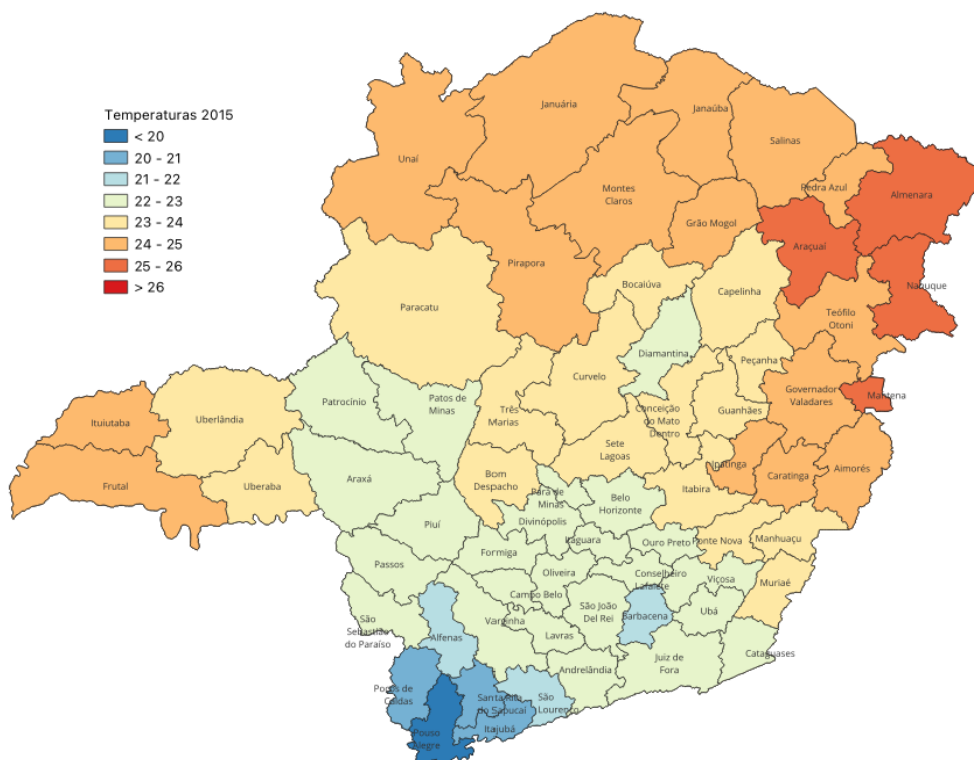 Temperaturas 2015
< 20
20 - 21
21 - 22
22 - 23
23 - 24
24 - 25
25 - 26
> 26
Januária
Janaúba
Salinas
Unaí
Montes
Claros
Pedra Azul
Almenara
Grão Mogol
Araçuaí
Pirapora
Bocaiúva
Capelinha
Nanuque
Paracatu
Teófilo
Otoni
Diamantina
Peçanha
Curvelo
Patrocínio
Patos de
Minas
Três
Marias
Conceição
do Mato
Dentro
Guanhães
Governador
Valadares
Mantena
Ituiutaba
Uberlândia
Sete
Lagoas
Ipatinga
Caratinga
Aimorés
Frutal
Uberaba
Araxá
Bom
Despacho
Itabira
Pará de
Minas
Belo
Horizonte
Piuí
Divinópolis
Itaguara
Ouro Preto
Ponte Nova
Manhuaçu
Passos
Formiga
Oliveira
Conselheiro
Lafaiete
Viçosa
Muriaé
Campo Belo
São João
Del Rei
Barbacena
Ubá
São
Sebastião
do Paraíso
Alfenas
Varginha
Lavras
Andrelândia
Juiz de
Fora
Cataguases
Poços de
Caldas
Santa Rita
do Sapucaí
São
Lourenço
Pouso
Alegre
Itajubá